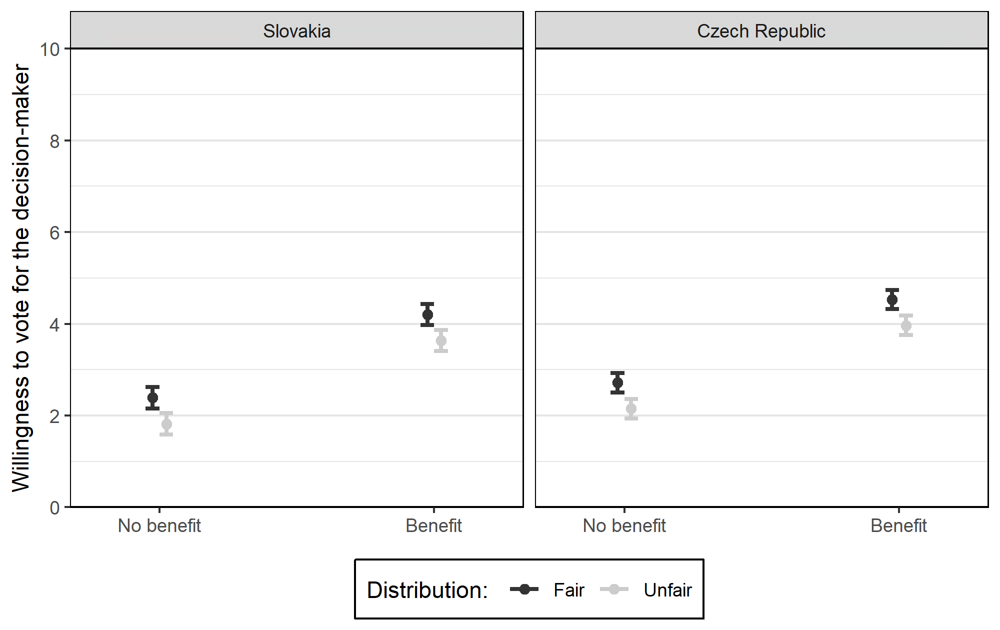 Slovakia
Czech Republic
Willingness to vote for the decision-maker
10
8
6
4
2
0
No benefit
Benefit
No benefit
Benefit
Distribution:
Fair
Unfair